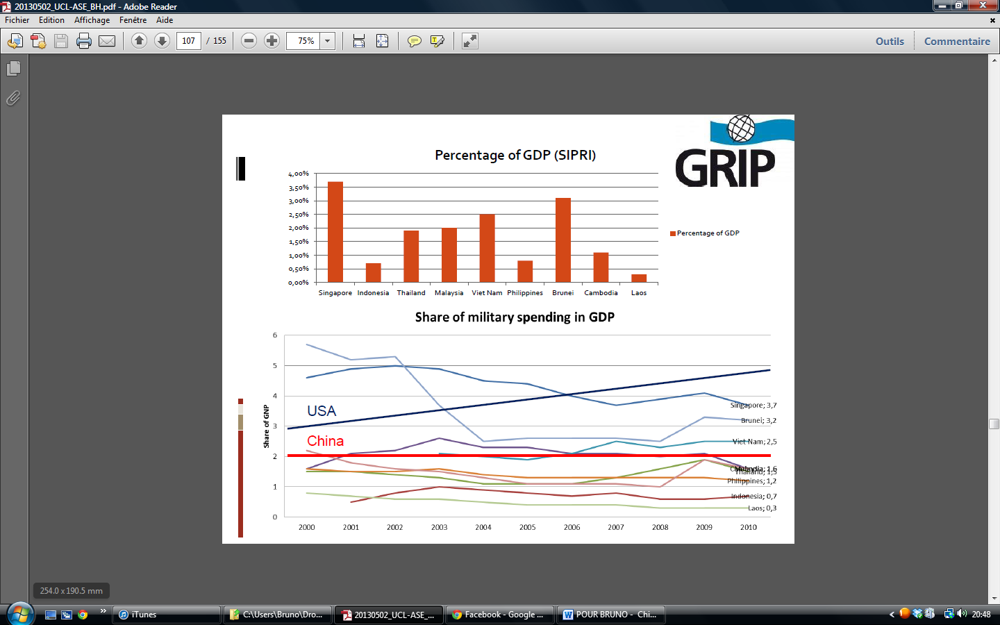 20130502_UCL-ASE_BH.pdf - Adobe Reader
Fichier Edition Affichage Fenêtre Aide
107 / 155 75% Outils Commentaire
GRIP
Percentage of GDP (SIPRI)
4,00%
3,50%
3,00%
2,50%
2,00%
1,50%
1,00%
0,50%
0,00%
Singapore Indonesia Thailand Malaysia Viet Nam Philippines Brunei Cambodia Laos
Percentage of GDP
Share of military spending in GDP
Share of GNP
6
5
4
3
2
1
0
USA
China
Singapore; 3,7
Brunei; 3,2
Viet Nam; 2,5
Malaysia; 1,6
Thailand; 1,5
Philippines; 1,2
Indonesia; 0,7
Laos; 0,3
2000 2001 2002 2003 2004 2005 2006 2007 2008 2009 2010
254.0 x 190.5 mm
iTunes C:\Users\Bruno\Dro... 20130502_UCL-ASE_... Facebook - Google ... POUR BRUNO - Chi... 20:48